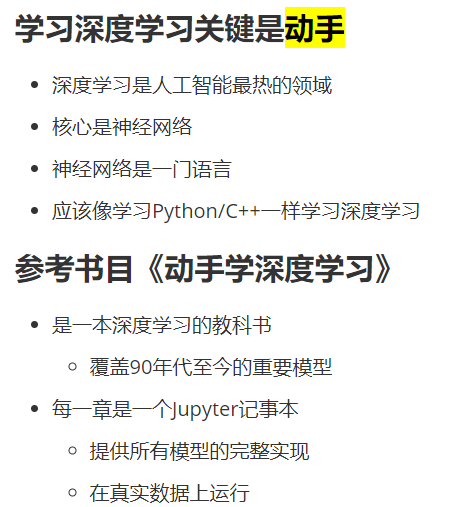 学习深度学习关键是动手
深度学习是人工智能最热的领域
核心是神经网络
神经网络是一门语言
应该像学习Python/C++一样学习深度学习
参考书目《动手学深度学习》
是一本深度学习的教科书
覆盖90年代至今的重要模型
每一章是一个Jupyter记事本
提供所有模型的完整实现
在真实数据上运行